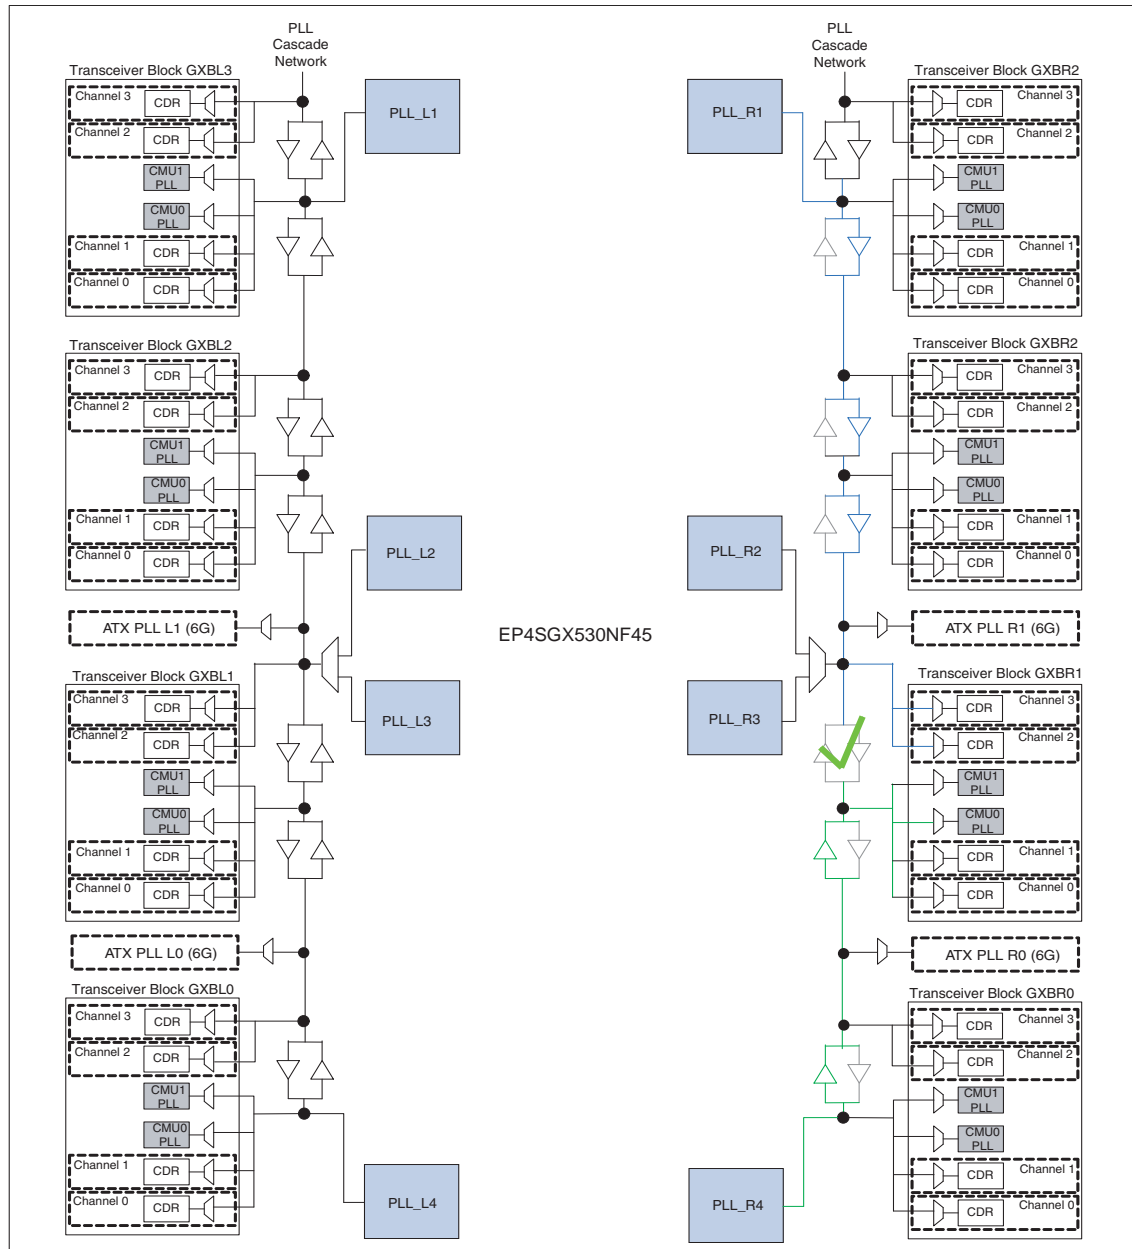 PLL
Cascade
Network
Transceiver Block GXBL3
Channel 3
CDR
Channel 2
CDR
CMU1
PLL
CMU0
PLL
Channel 1
CDR
Channel 0
CDR
PLL_L1
Transceiver Block GXBL2
Channel 3
CDR
Channel 2
CDR
CMU1
PLL
CMU0
PLL
Channel 1
CDR
Channel 0
CDR
PLL_L2
ATX PLL L1 (6G)
Transceiver Block GXBL1
Channel 3
CDR
Channel 2
CDR
CMU1
PLL
CMU0
PLL
Channel 1
CDR
Channel 0
CDR
PLL_L3
ATX PLL L0 (6G)
Transceiver Block GXBL0
Channel 3
CDR
Channel 2
CDR
CMU1
PLL
CMU0
PLL
Channel 1
CDR
Channel 0
CDR
PLL_L4
EP4SGX530NF45
PLL
Cascade
Network
PLL_R1
Transceiver Block GXBR2
CDR
Channel 3
CDR
Channel 2
CMU1
PLL
CMU0
PLL
CDR
Channel 1
CDR
Channel 0
Transceiver Block GXBR2
CDR
Channel 3
CDR
Channel 2
CMU1
PLL
CMU0
PLL
CDR
Channel 1
CDR
Channel 0
PLL_R2
ATX PLL R1 (6G)
PLL_R3
Transceiver Block GXBR1
CDR
Channel 3
CDR
Channel 2
CMU1
PLL
CMU0
PLL
CDR
Channel 1
CDR
Channel 0
ATX PLL R0 (6G)
Transceiver Block GXBR0
CDR
Channel 3
CDR
Channel 2
CMU1
PLL
CMU0
PLL
CDR
Channel 1
CDR
Channel 0
PLL_R4